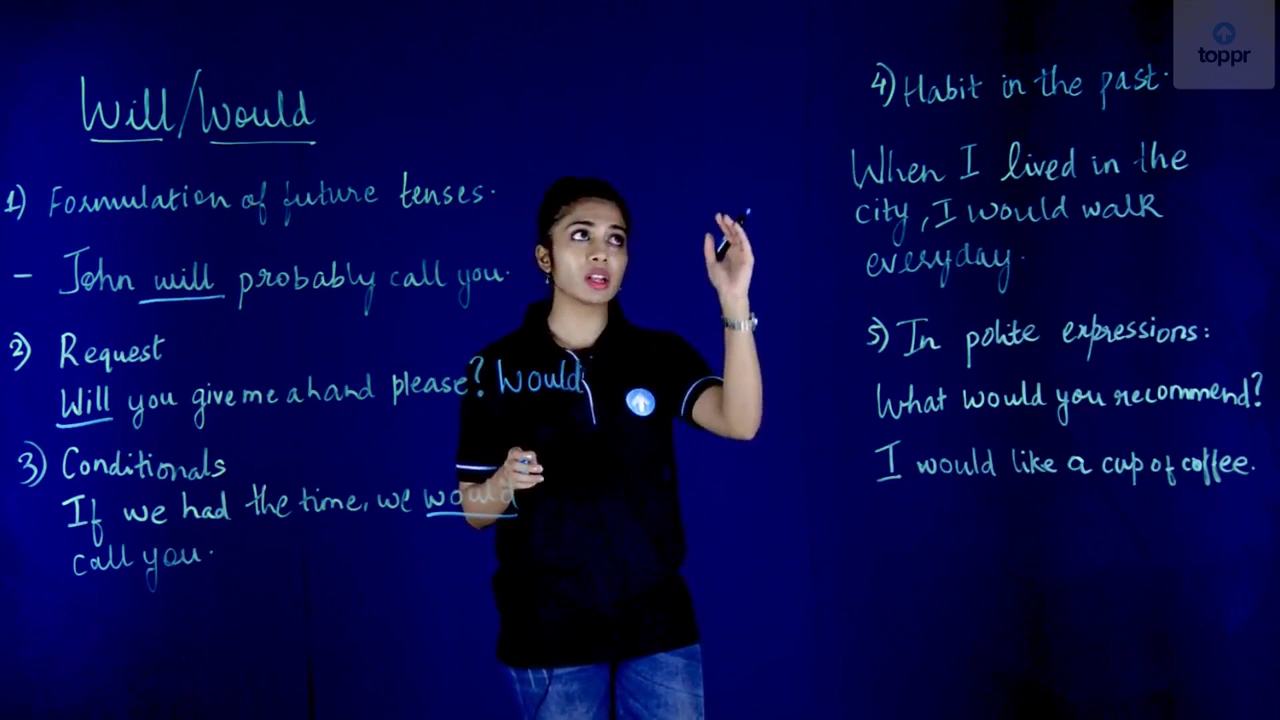 Will/Would
1) Formulation of future tenses.
- John will probably call you.
2) Request
Will you give me a hand please? Would
3) Conditionals
If we had the time, we would
call you.
4) Habit in the past.
When I lived in the
city, I would walk
everyday.
5) In polite expressions:
What would you recommend?
I would like a cup of coffee.
toppr